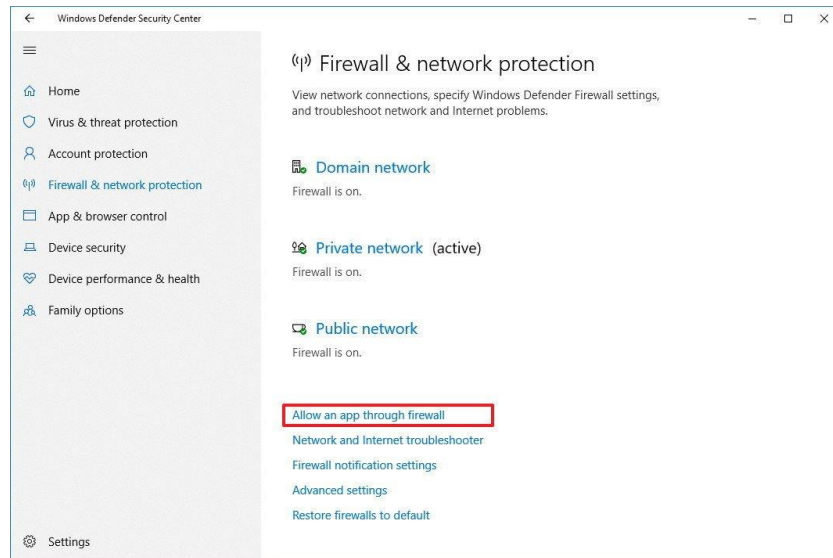 Windows Defender Security Center
Home
Virus & threat protection
Account protection
Firewall & network protection
App & browser control
Device security
Device performance & health
Family options
Settings
Firewall & network protection
View network connections, specify Windows Defender Firewall settings,
and troubleshoot network and Internet problems.
Domain network
Firewall is on.
Private network (active)
Firewall is on.
Public network
Firewall is on.
Allow an app through firewall
Network and Internet troubleshooter
Firewall notification settings
Advanced settings
Restore firewalls to default